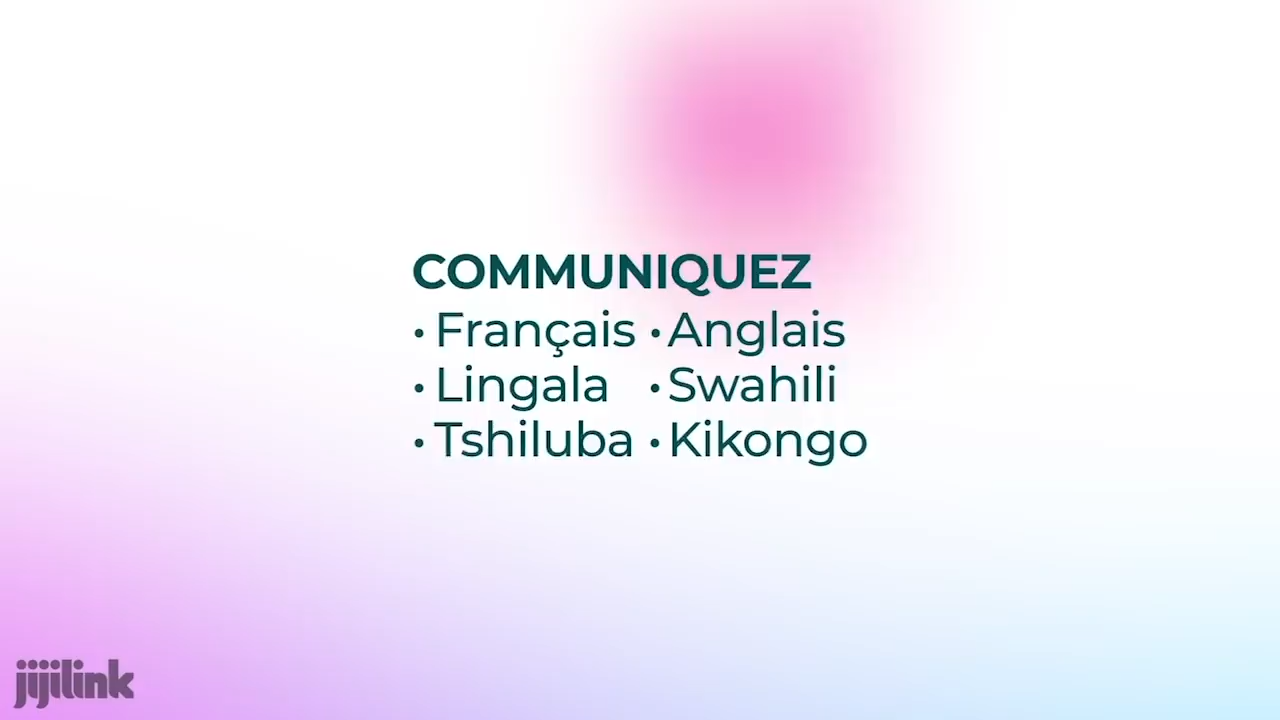 COMMUNIQUEZ
• Français • Anglais
• Lingala • Swahili
• Tshiluba • Kikongo
jijilink